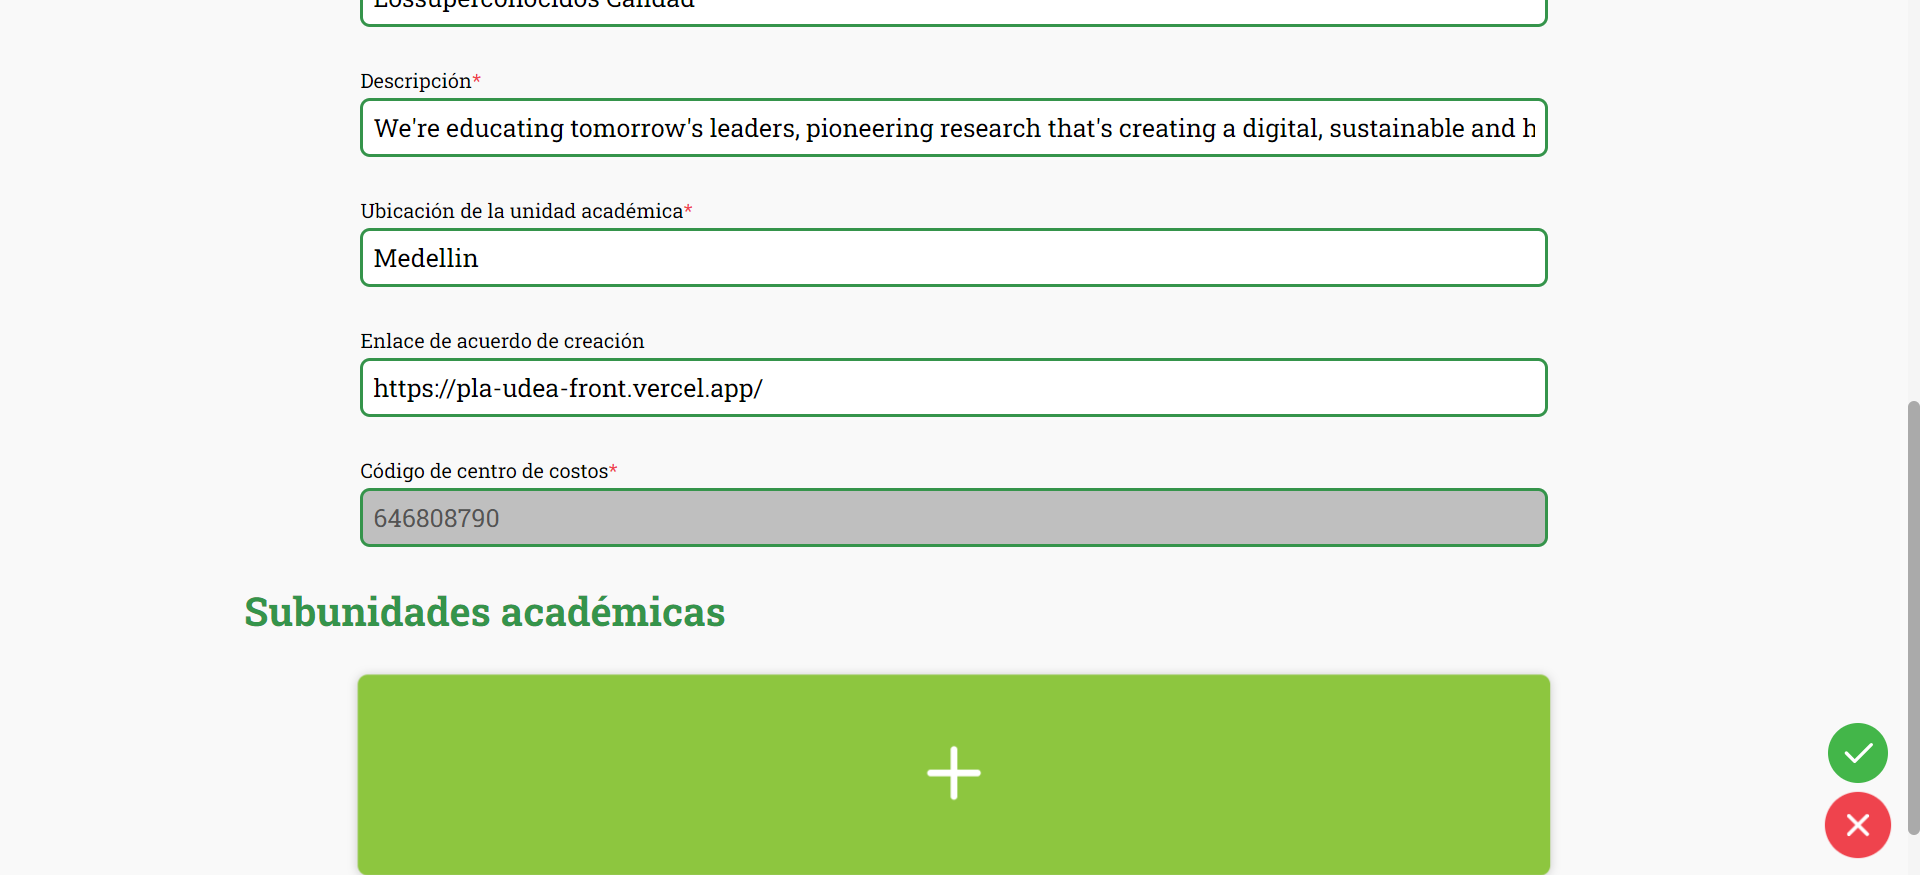 Lossuperconocidos Calidad
Descripción*
We're educating tomorrow's leaders, pioneering research that's creating a digital, sustainable and h
Ubicación de la unidad académica*
Medellin
Enlace de acuerdo de creación
https://pla-udea-front.vercel.app/
Código de centro de costos*
646808790
Subunidades académicas